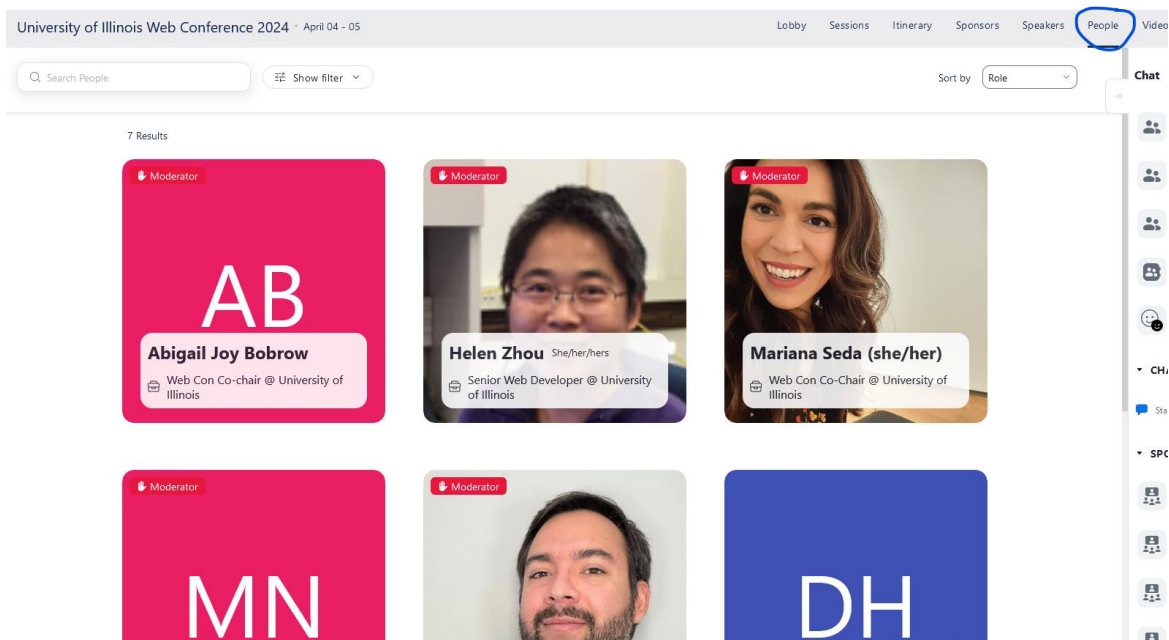 University of Illinois Web Conference 2024 • April 04 - 05
Lobby Sessions Itinerary Sponsors Speakers People Video
Search People
Show filter
Sort by Role
Chat
7 Results
Moderator
AB
Abigail Joy Bobrow
Web Con Co-chair @ University of
Illinois
Moderator
Helen Zhou She/her/hers
Senior Web Developer @ University
of Illinois
Moderator
Mariana Seda (she/her)
Web Con Co-Chair @ University of
Illinois
Moderator
MN
Moderator
DH
CHA
Sta
SPO